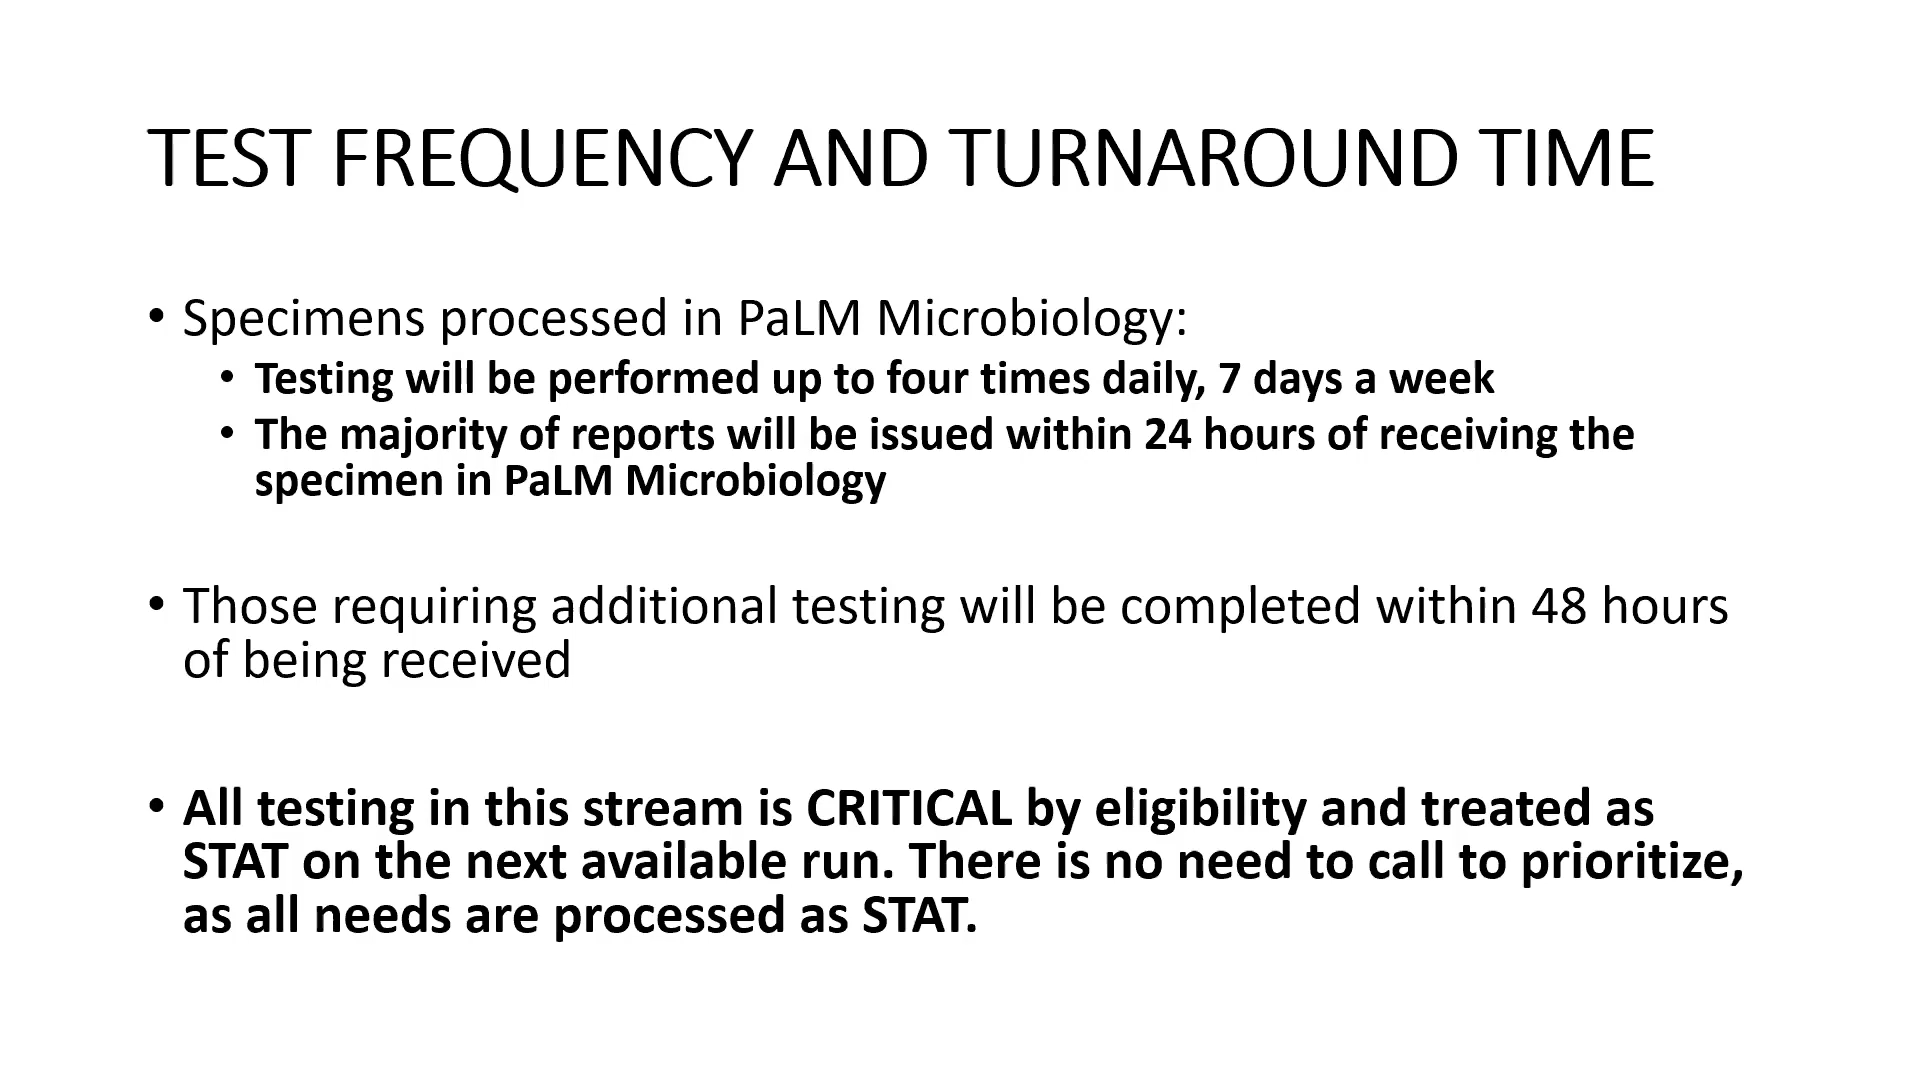 TEST FREQUENCY AND TURNAROUND TIME
• Specimens processed in PaLM Microbiology:
• Testing will be performed up to four times daily, 7 days a week
• The majority of reports will be issued within 24 hours of receiving the
specimen in PaLM Microbiology
• Those requiring additional testing will be completed within 48 hours
of being received
• All testing in this stream is CRITICAL by eligibility and treated as
STAT on the next available run. There is no need to call to prioritize,
as all needs are processed as STAT.